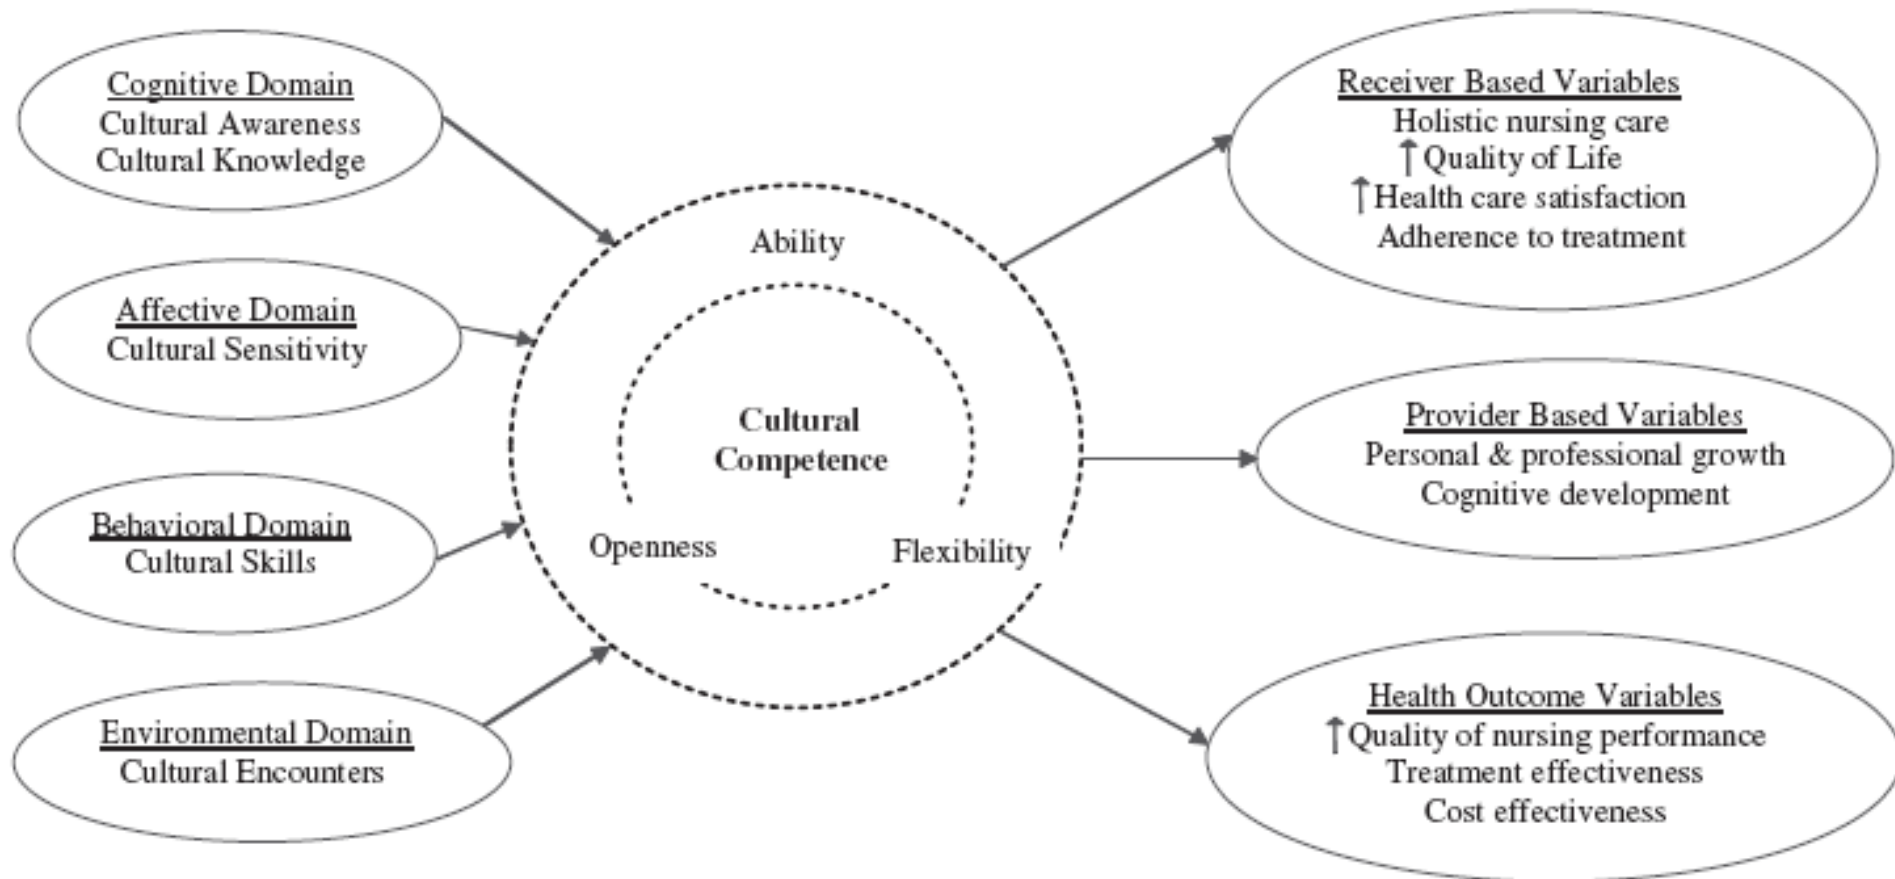 Cognitive Domain
Cultural Awareness
Cultural Knowledge
Affective Domain
Cultural Sensitivity
Behavioral Domain
Cultural Skills
Environmental Domain
Cultural Encounters
Ability
Cultural
Competence
Openness
Flexibility
Receiver Based Variables
Holistic nursing care
↑Quality of Life
↑Health care satisfaction
Adherence to treatment
Provider Based Variables
Personal & professional growth
Cognitive development
Health Outcome Variables
↑Quality of nursing performance
Treatment effectiveness
Cost effectiveness